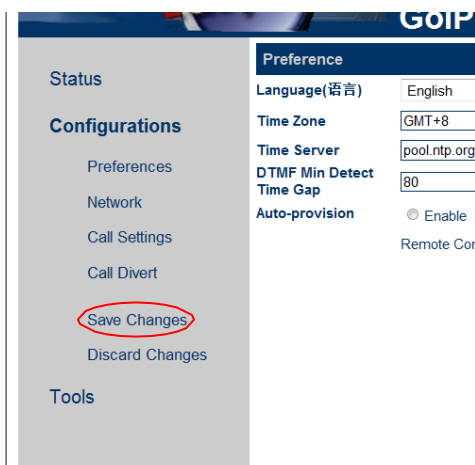 GoIP
Status
Configurations
Preferences
Network
Call Settings
Call Divert
Save Changes
Discard Changes
Tools
Preference
Language(语言) English
Time Zone GMT+8
Time Server pool.ntp.org
DTMF Min Detect
Time Gap 80
Auto-provision Enable
Remote